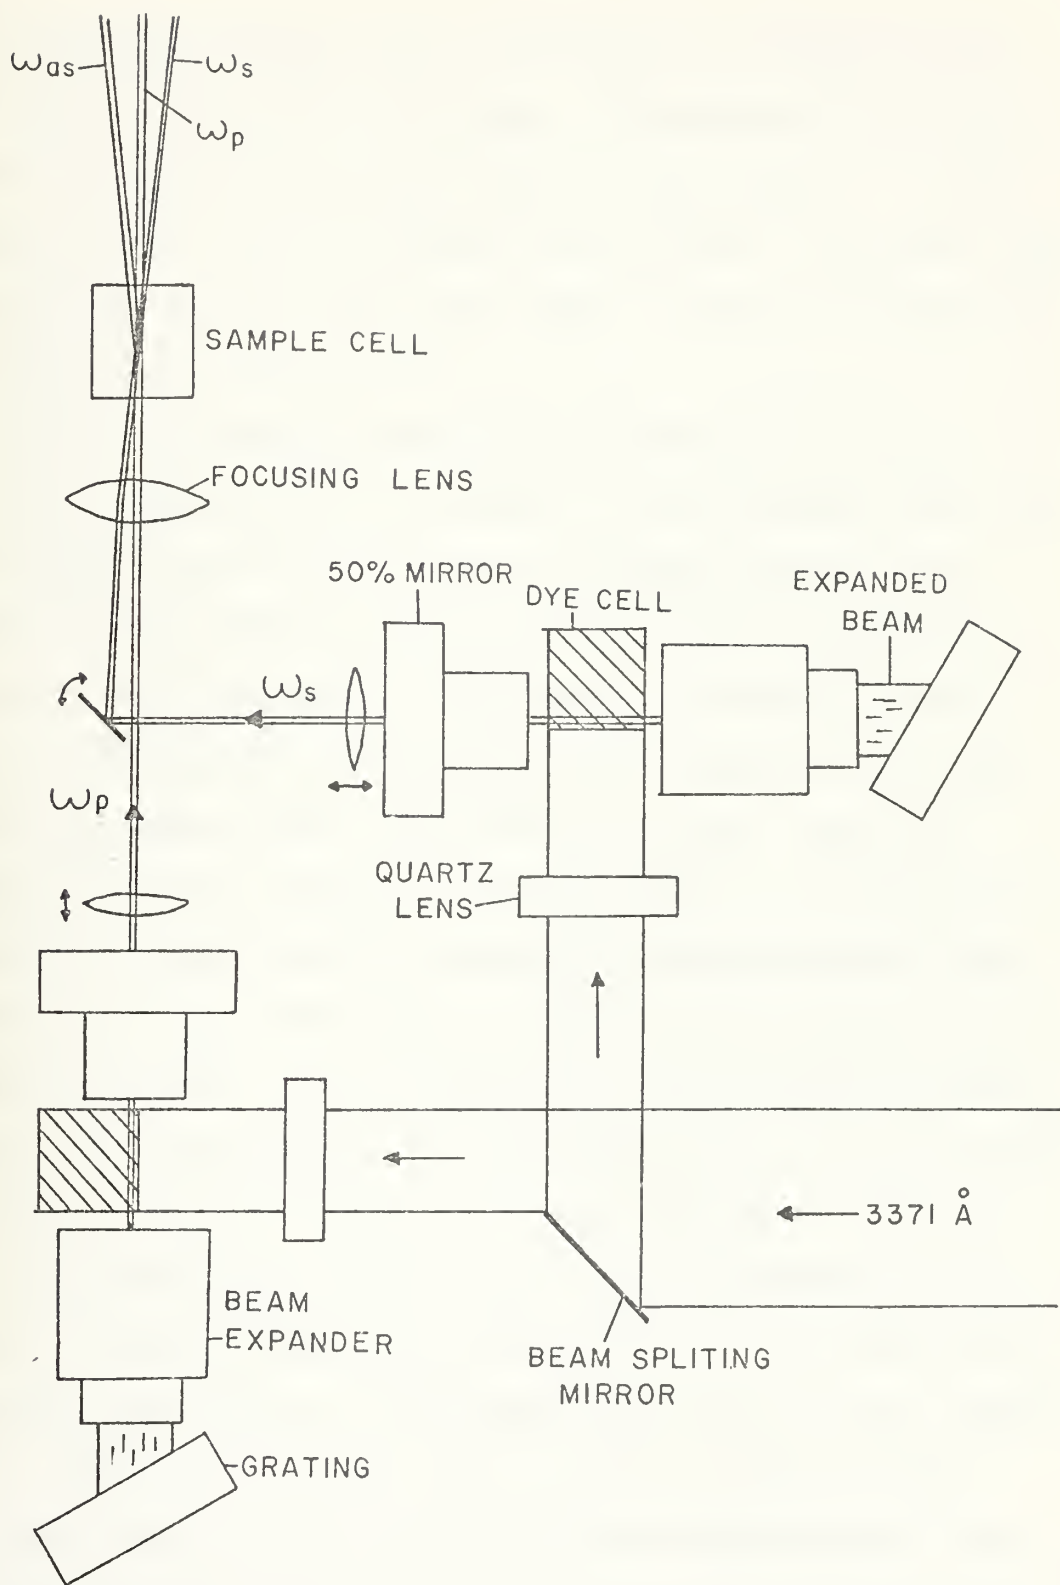 ωas
ωs
ωp
SAMPLE CELL
FOCUSING LENS
50% MIRROR
DYE CELL
EXPANDED
BEAM
ωs
ωp
QUARTZ
LENS
3371 Å
BEAM
EXPANDER
BEAM SPLITING
MIRROR
GRATING